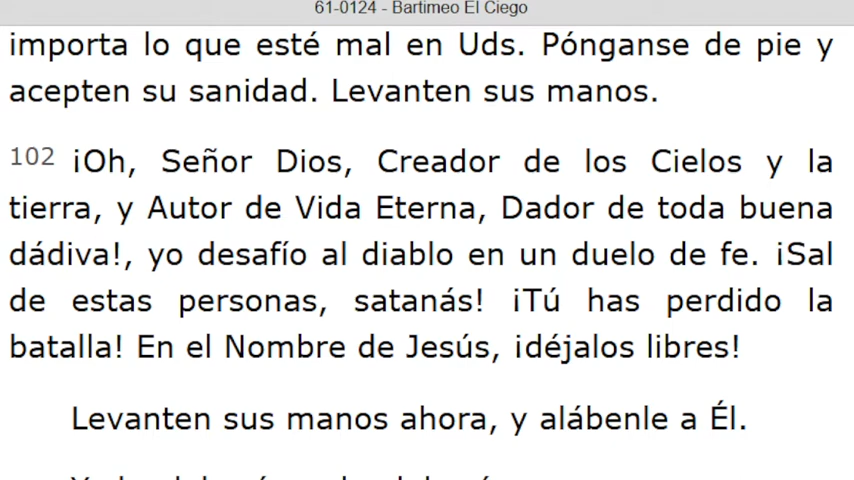 61-0124 - Bartimeo El Ciego
importa lo que esté mal en Uds. Pónganse de pie y
acepten su sanidad. Levanten sus manos.
102 ¡Oh, Señor Dios, Creador de los Cielos y la
tierra, y Autor de Vida Eterna, Dador de toda buena
dádiva!, yo desafío al diablo en un duelo de fe. ¡Sal
de estas personas, satanás! ¡Tú has perdido la
batalla! En el Nombre de Jesús, ¡déjalos libres!
Levanten sus manos ahora, y alábenle a Él.